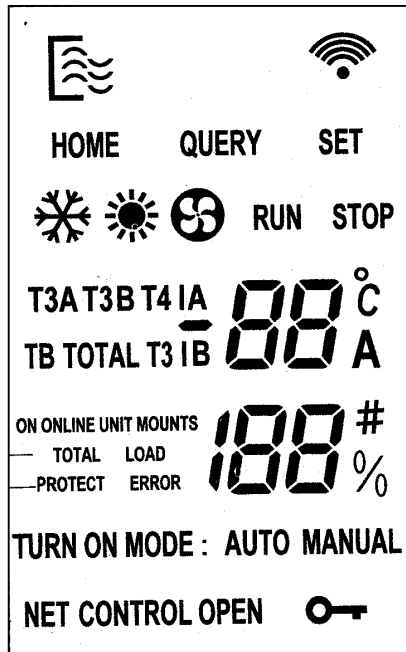 HOME QUERY SET
RUN STOP
T3A T3B T4 IA 88 °C
TB TOTAL T3 IB A
ON ONLINE UNIT MOUNTS 188 #
TOTAL LOAD %
PROTECT ERROR
TURN ON MODE : AUTO MANUAL
NET CONTROL OPEN